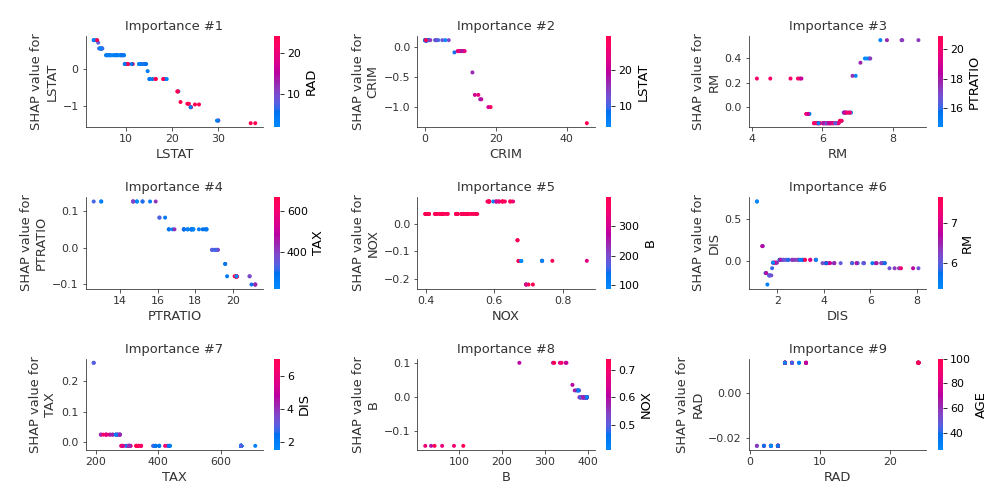 Importance #1
SHAP value for
LSTAT
0
−1
10
20
30
LSTAT
20
10
RAD
Importance #2
SHAP value for
CRIM
0.0
−0.5
−1.0
0
20
40
CRIM
20
10
LSTAT
Importance #3
SHAP value for
RM
0.4
0.2
0.0
4
6
8
RM
20
18
16
PTRATIO
Importance #4
SHAP value for
PTRATIO
0.1
0.0
−0.1
14
16
18
20
PTRATIO
600
400
TAX
Importance #5
SHAP value for
NOX
0.0
−0.1
−0.2
0.4
0.6
0.8
NOX
300
200
100
B
Importance #6
SHAP value for
DIS
0.5
0.0
2
4
6
8
DIS
7
6
RM
Importance #7
SHAP value for
TAX
0.2
0.1
0.0
200
400
600
TAX
6
4
2
DIS
Importance #8
SHAP value for
B
0.1
0.0
−0.1
100
200
300
400
B
0.7
0.6
0.5
NOX
Importance #9
SHAP value for
RAD
0.00
−0.02
0
10
20
RAD
100
80
60
40
AGE